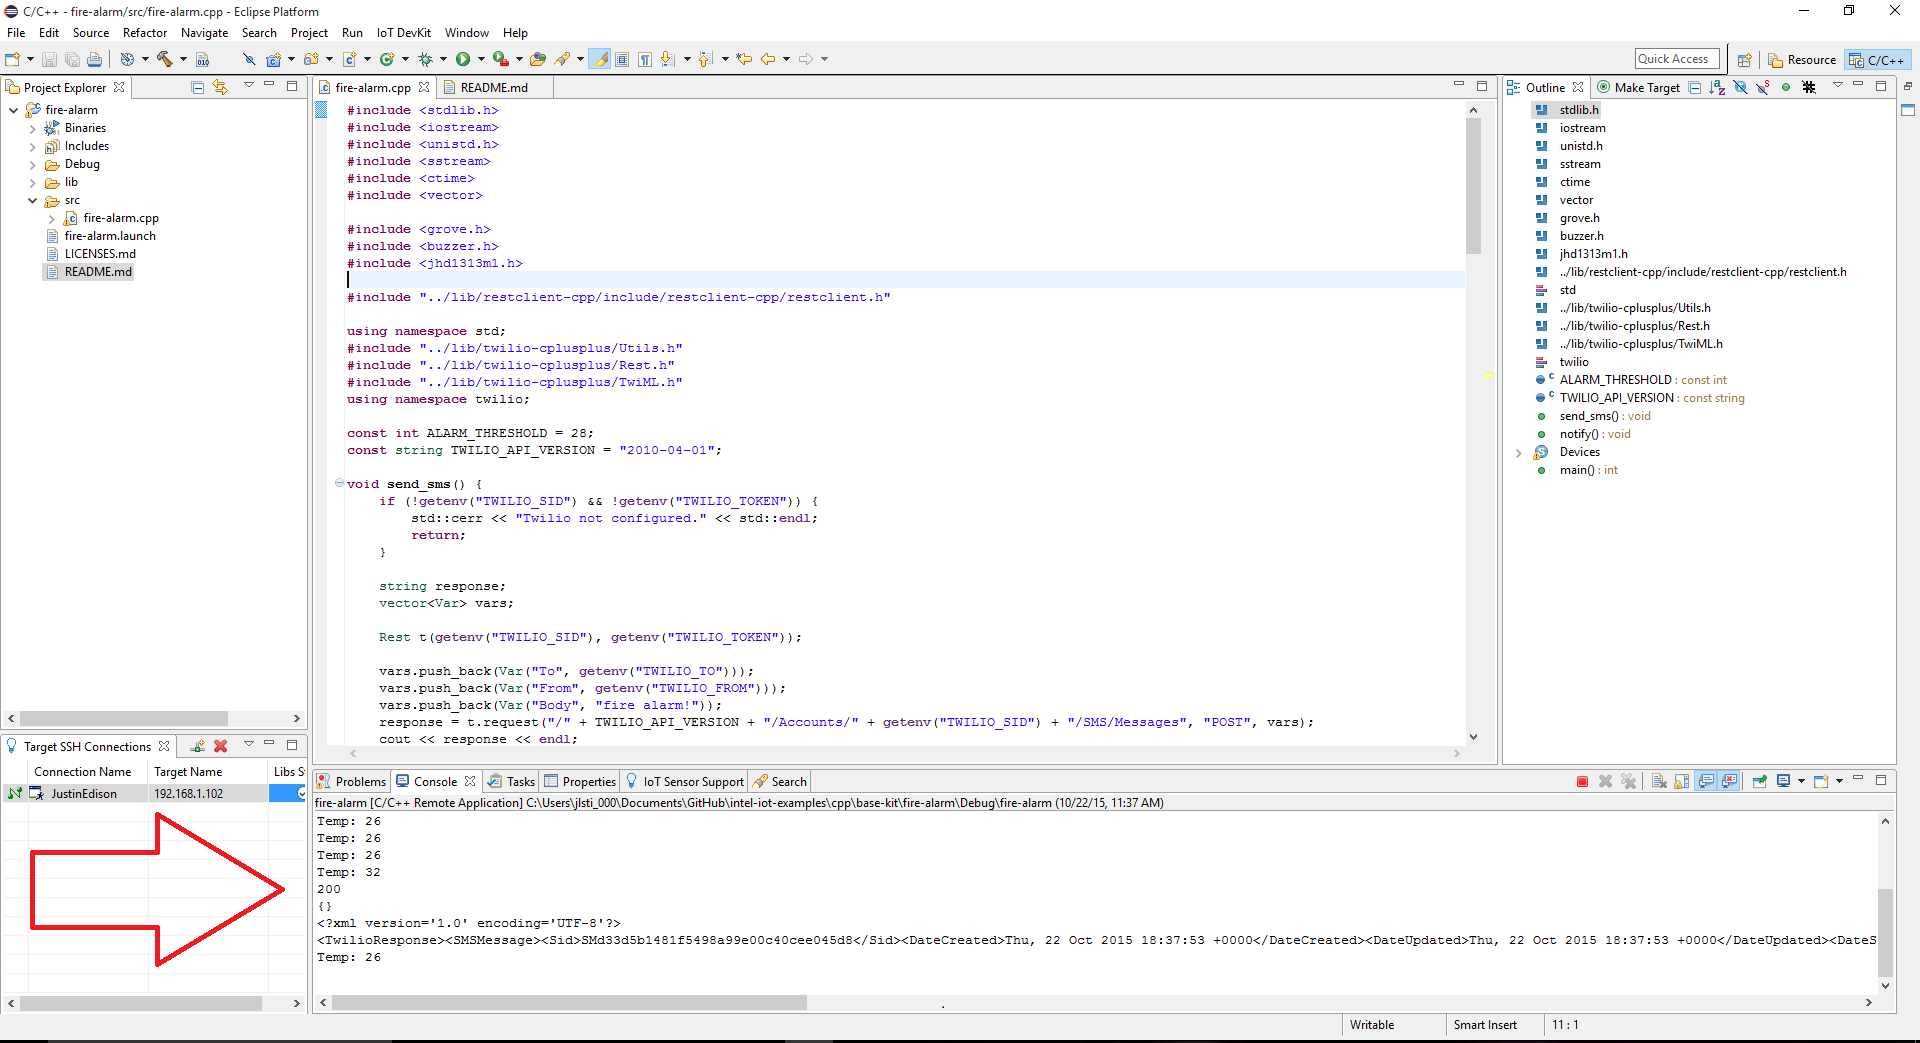 C/C++ - fire-alarm/src/fire-alarm.cpp - Eclipse Platform
File Edit Source Refactor Navigate Search Project Run IoT DevKit Window Help
Quick Access Resource C/C++
Project Explorer
fire-alarm
Binaries
Includes
Debug
lib
src
fire-alarm.cpp
fire-alarm.launch
LICENSES.md
README.md
Target SSH Connections
Connection Name Target Name Libs S
JustinEdison 192.168.1.102
fire-alarm.cpp README.md
#include <stdlib.h>
#include <iostream>
#include <unistd.h>
#include <sstream>
#include <ctime>
#include <vector>
#include <grove.h>
#include <buzzer.h>
#include <jhd1313m1.h>
#include "../lib/restclient-cpp/include/restclient-cpp/restclient.h"
using namespace std;
#include "../lib/twilio-cplusplus/Utils.h"
#include "../lib/twilio-cplusplus/Rest.h"
#include "../lib/twilio-cplusplus/TwiML.h"
using namespace twilio;
const int ALARM_THRESHOLD = 28;
const string TWILIO_API_VERSION = "2010-04-01";
void send_sms() {
if (!getenv("TWILIO_SID") && !getenv("TWILIO_TOKEN")) {
std::cerr << "Twilio not configured." << std::endl;
return;
}
string response;
vector<Var> vars;
Rest t(getenv("TWILIO_SID"), getenv("TWILIO_TOKEN"));
vars.push_back(Var("To", getenv("TWILIO_TO")));
vars.push_back(Var("From", getenv("TWILIO_FROM")));
vars.push_back(Var("Body", "fire alarm!"));
response = t.request("/" + TWILIO_API_VERSION + "/Accounts/" + getenv("TWILIO_SID") + "/SMS/Messages", "POST", vars);
cout << response << endl;
Outline Make Target
stdlib.h
iostream
unistd.h
sstream
ctime
vector
grove.h
buzzer.h
jhd1313m1.h
../lib/restclient-cpp/include/restclient-cpp/restclient.h
std
../lib/twilio-cplusplus/Utils.h
../lib/twilio-cplusplus/Rest.h
../lib/twilio-cplusplus/TwiML.h
twilio
ALARM_THRESHOLD : const int
TWILIO_API_VERSION : const string
send_sms() : void
notify() : void
Devices
main() : int
Problems Console Tasks Properties IoT Sensor Support Search
fire-alarm [C/C++ Remote Application] C:\Users\jlsti_000\Documents\GitHub\intel-iot-examples\cpp\base-kit\fire-alarm\Debug\fire-alarm (10/22/15, 11:37 AM)
Temp: 26
Temp: 26
Temp: 26
Temp: 32
200
{}
<?xml version='1.0' encoding='UTF-8'?>
<TwilioResponse><SMSMessage><Sid>SMd33d5b1481f5498a99e00c40cee045d8</Sid><DateCreated>Thu, 22 Oct 2015 18:37:53 +0000</DateCreated><DateUpdated>Thu, 22 Oct 2015 18:37:53 +0000</DateUpdated><DateS
Temp: 26
Writable Smart Insert 11 : 1